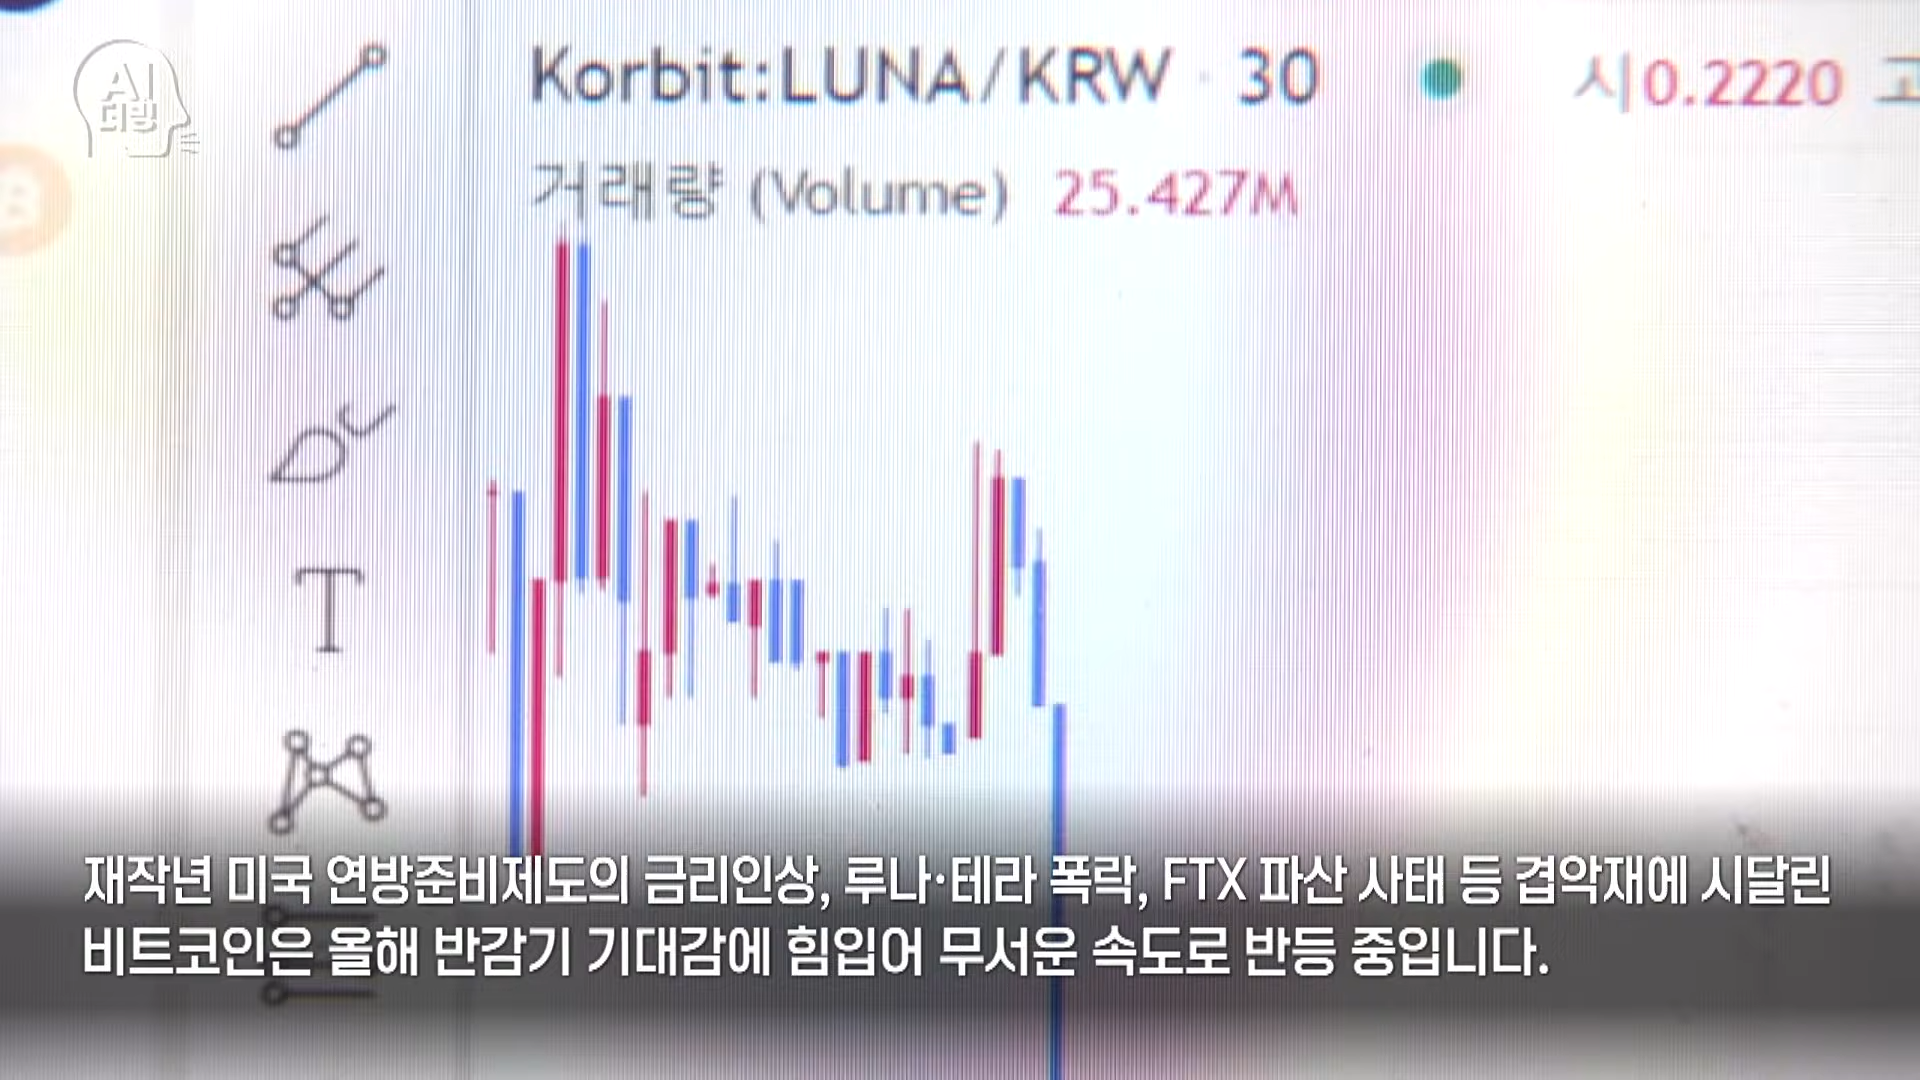 AI
더빙
Korbit:LUNA/KRW · 30
시0.2220 고
거래량 (Volume) 25.427M
T
재작년 미국 연방준비제도의 금리인상, 루나·테라 폭락, FTX 파산 사태 등 겹악재에 시달린
비트코인은 올해 반감기 기대감에 힘입어 무서운 속도로 반등 중입니다.